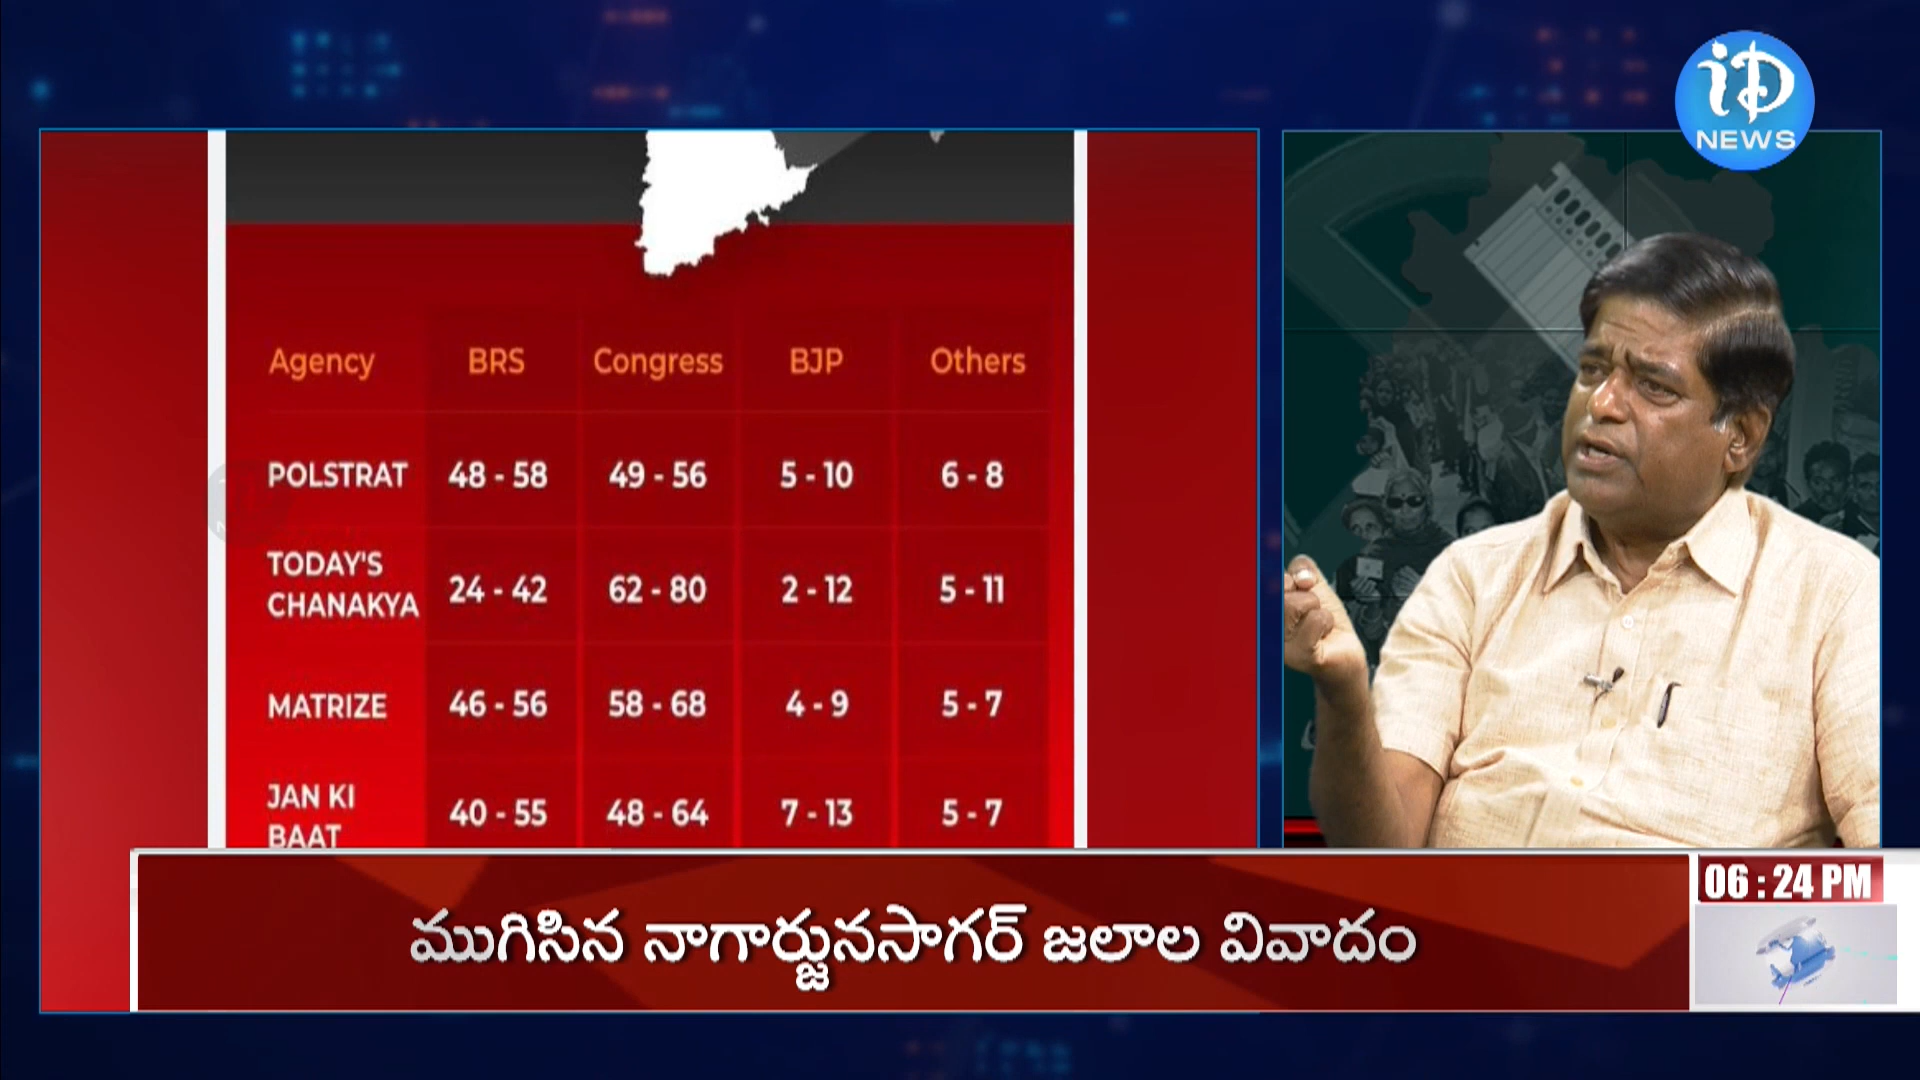 iD
NEWS
Agency BRS Congress BJP Others
POLSTRAT 48 - 58 49 - 56 5 - 10 6 - 8
TODAY'S
CHANAKYA 24 - 42 62 - 80 2 - 12 5 - 11
MATRIZE 46 - 56 58 - 68 4 - 9 5 - 7
JAN KI
BAAT 40 - 55 48 - 64 7 - 13 5 - 7
ముగిసిన నాగార్జునసాగర్ జలాల వివాదం
06 : 24 PM